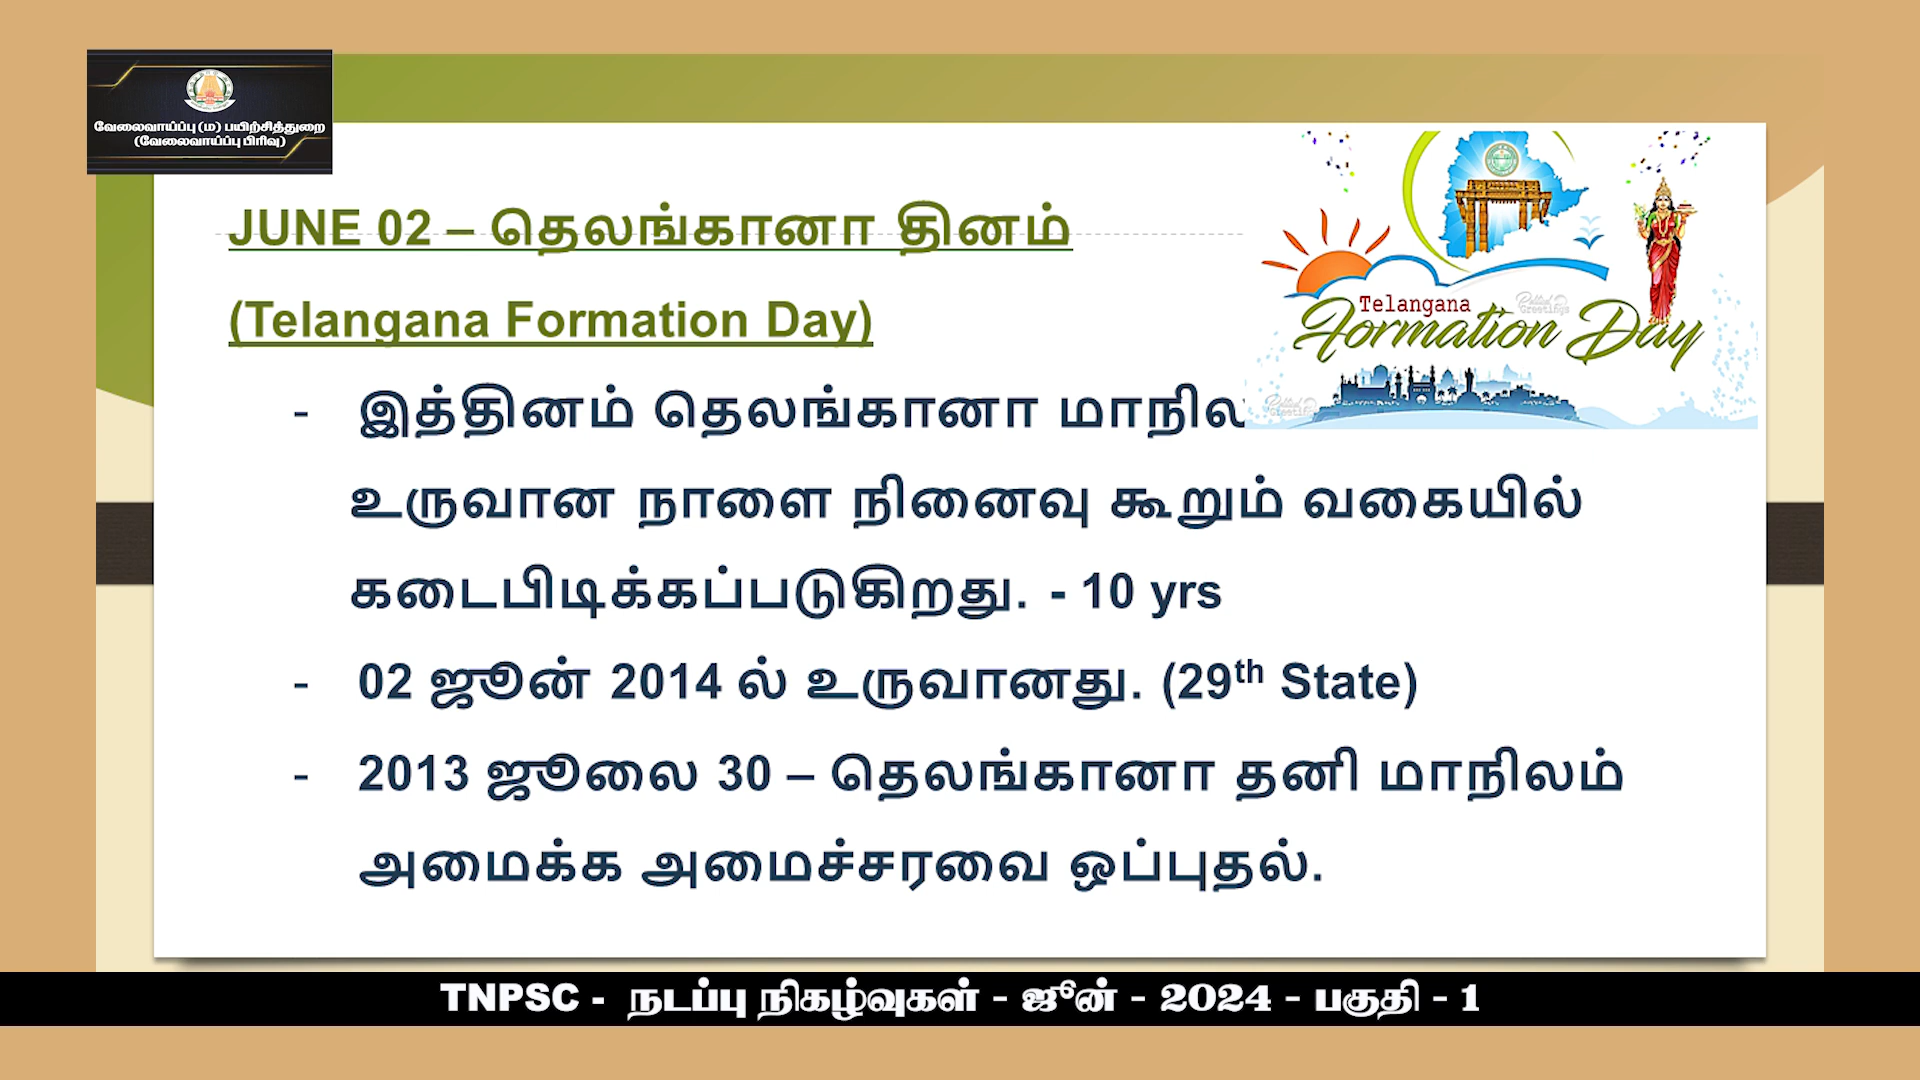 வேலைவாய்ப்பு (ம) பயிற்சித்துறை
(வேலைவாய்ப்பு பிரிவு)
JUNE 02 – தெலங்கானா தினம்
(Telangana Formation Day)
Telangana
Formation Day
- இத்தினம் தெலங்கானா மாநில
உருவான நாளை நினைவு கூறும் வகையில்
கடைபிடிக்கப்படுகிறது. - 10 yrs
- 02 ஜூன் 2014 ல் உருவானது. (29th State)
- 2013 ஜூலை 30 – தெலங்கானா தனி மாநிலம்
அமைக்க அமைச்சரவை ஒப்புதல்.
TNPSC - நடப்பு நிகழ்வுகள் - ஜூன் - 2024 - பகுதி - 1